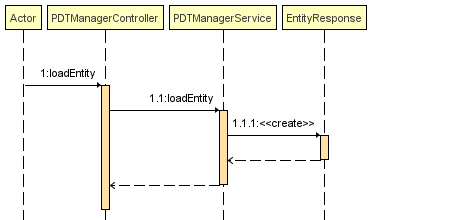 Actor
PDTManagerController
PDTManagerService
EntityResponse
1:loadEntity
1.1:loadEntity
1.1.1:<<create>>